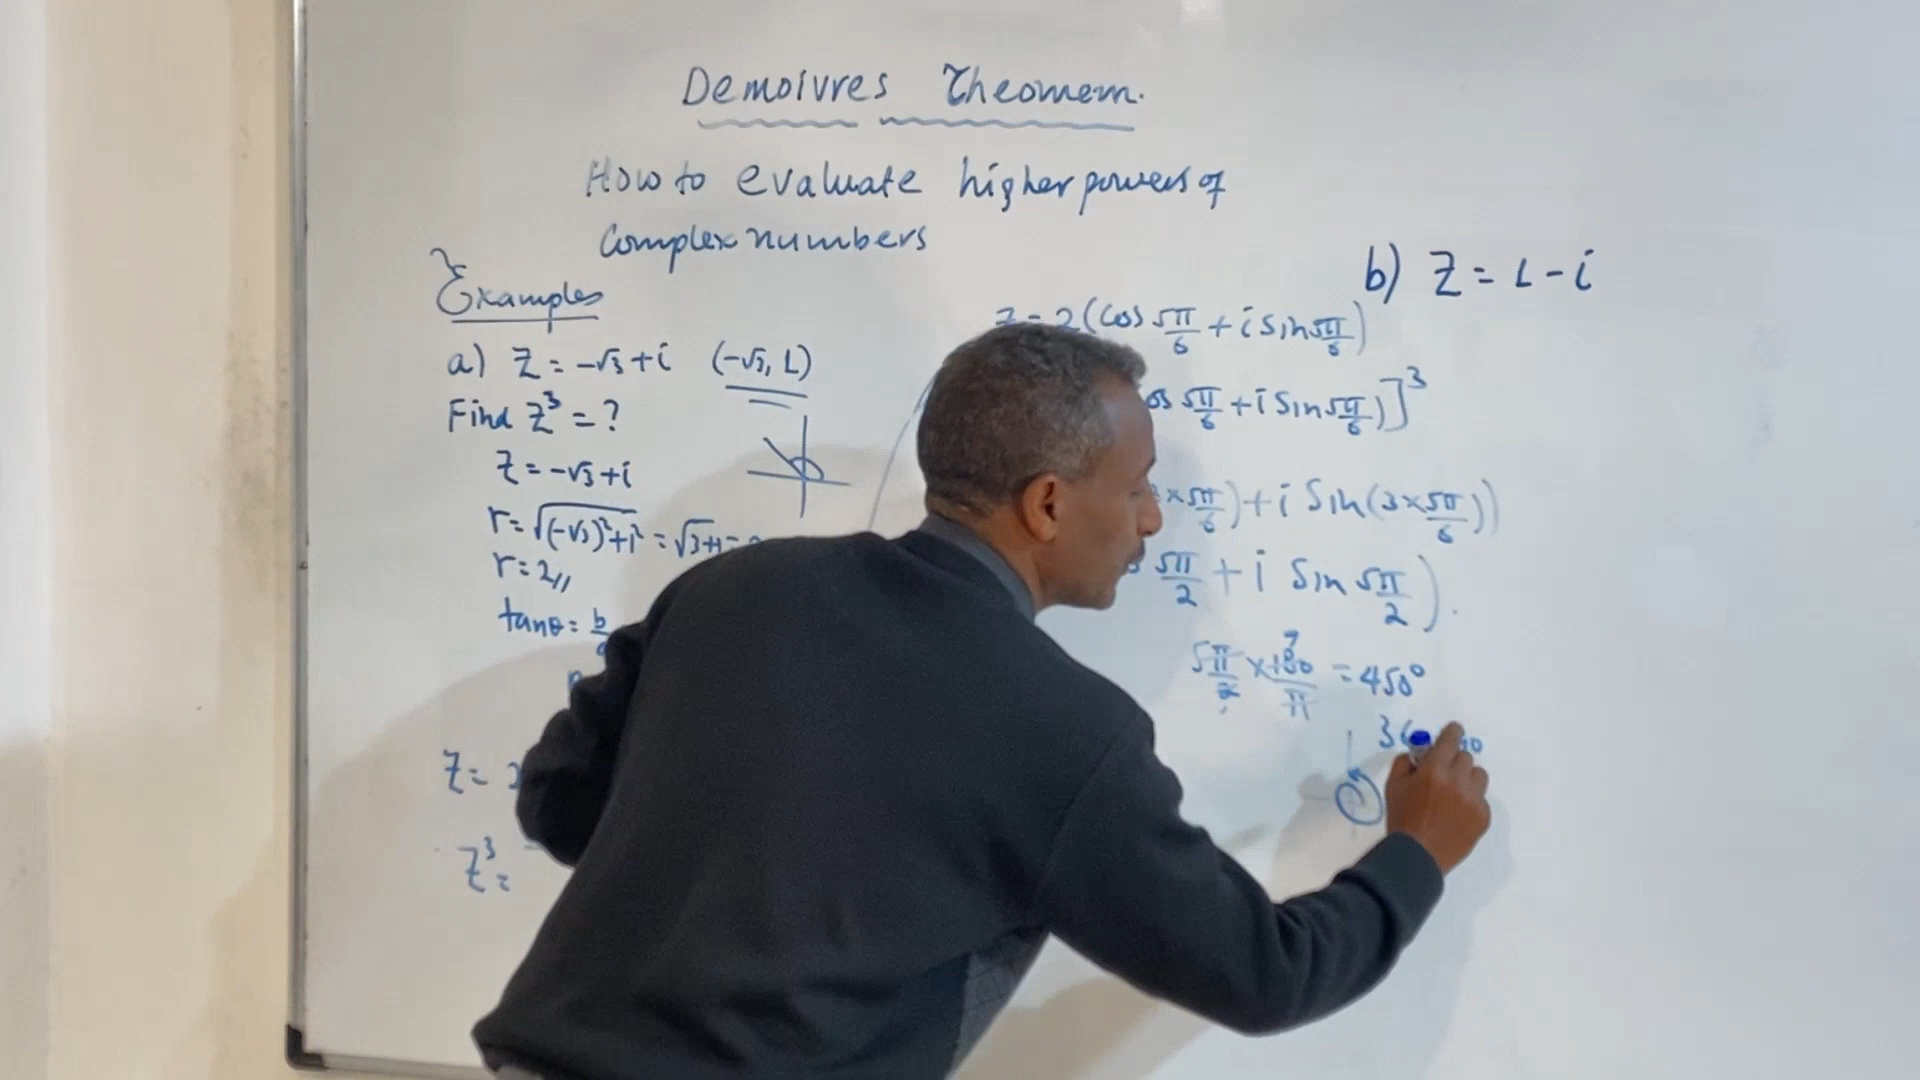 Demoivres Theorem.
How to evaluate higher powers of
Complex numbers
Examples
a) Z = -√3 + i (-√3, 1)
Find Z³ = ?
Z = -√3 + i
r = √(-√3)² + 1² = √3+1 =
r = 2
tanθ = b
Z =
Z³ =
Z = 2(Cos 5π/6 + i Sin 5π/6)
os 5π/6 + i Sin 5π/6)]³
x 5π/6) + i Sin(3 x 5π/6))
5π/2 + i Sin 5π/2).
5π/2 x 180/π = 450°
b) Z = 1 - i